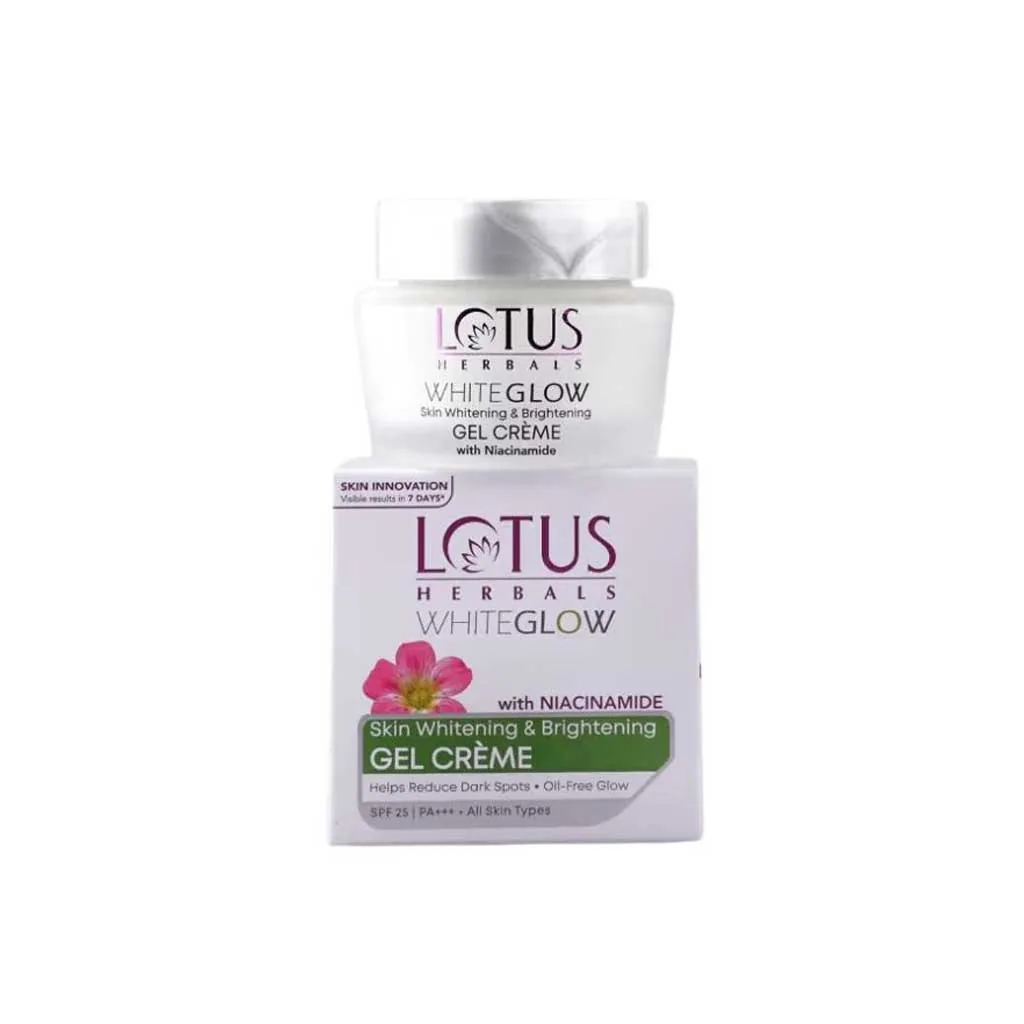 LOTUS
HERBALS
WHITEGLOW
Skin Whitening & Brightening
GEL CRÈME
with Niacinamide
SKIN INNOVATION
Visible results in 7 DAYS*
LOTUS
HERBALS
WHITEGLOW
with NIACINAMIDE
Skin Whitening & Brightening
GEL CRÈME
Helps Reduce Dark Spots • Oil-Free Glow
SPF 25 | PA+++ • All Skin Types